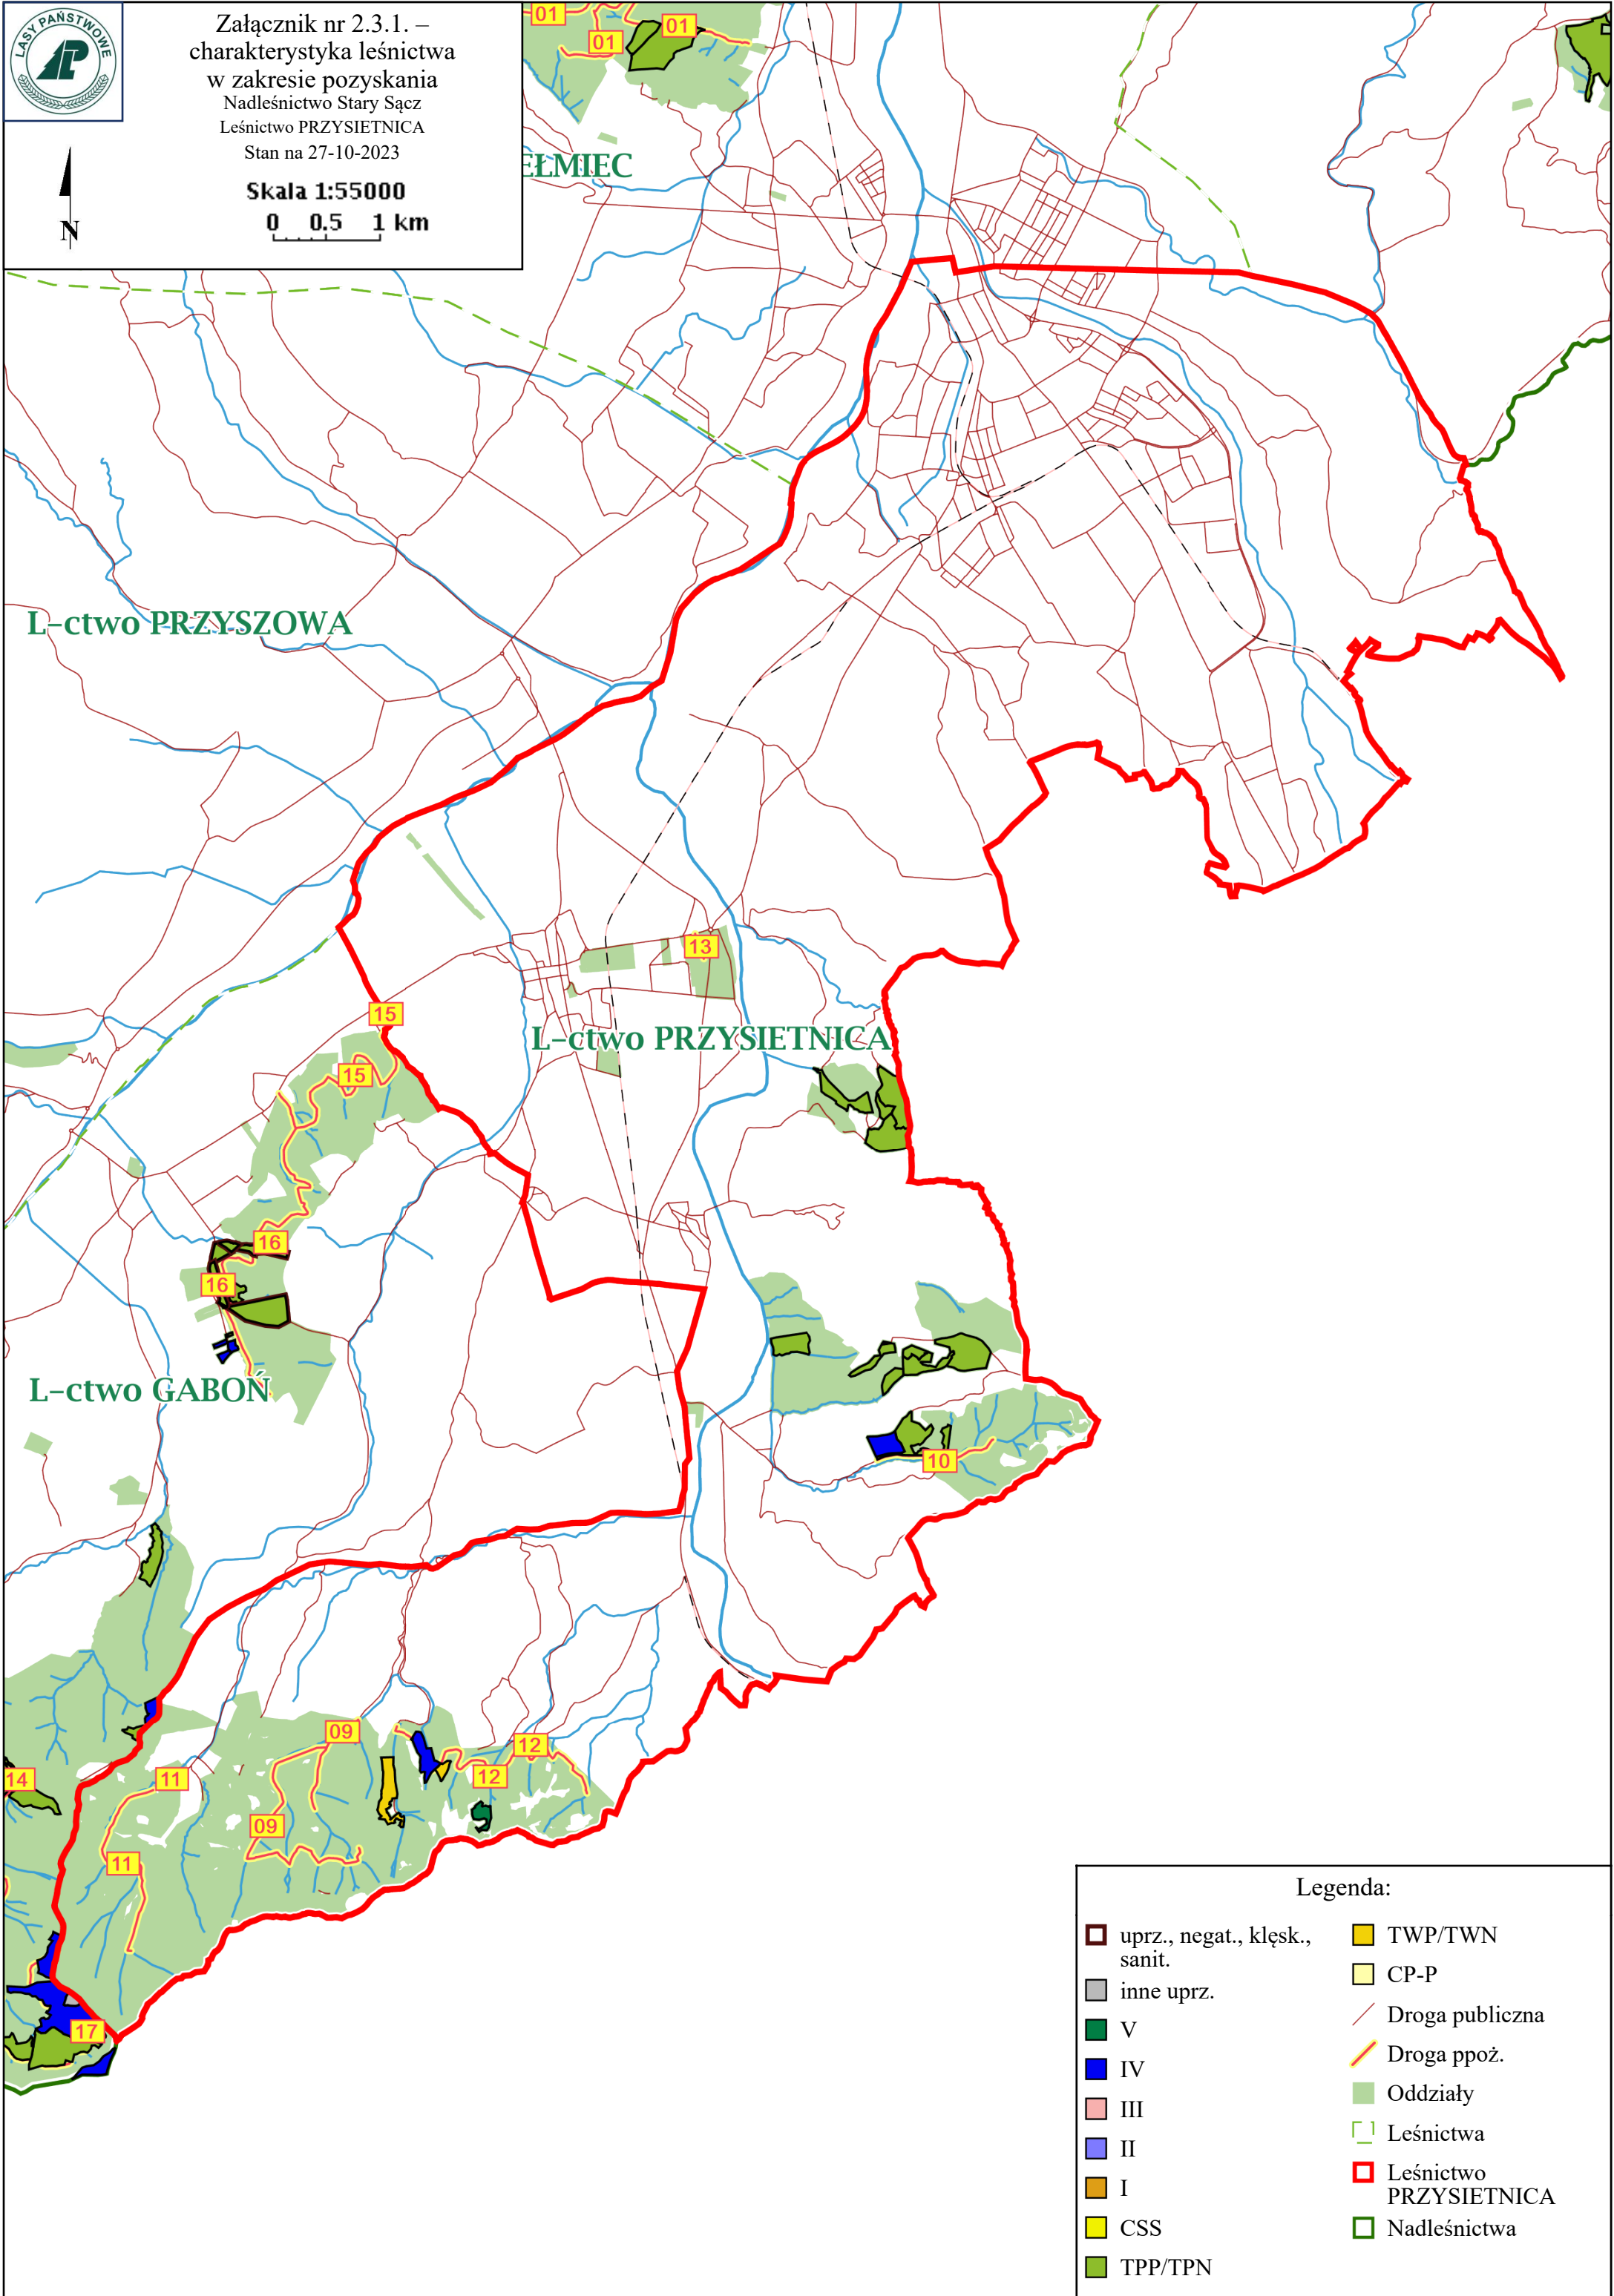 LASY PAŃSTWOWE
Załącznik nr 2.3.1. –
charakterystyka leśnictwa
w zakresie pozyskania
Nadleśnictwo Stary Sącz
Leśnictwo PRZYSIETNICA
Stan na 27-10-2023
Skala 1:55000
0 0.5 1 km
N
01
01
01
EŁMIEC
L-ctwo PRZYSZOWA
13
15
L-ctwo PRZYSIETNICA
15
16
16
L-ctwo GABOŃ
10
09
12
14
11
12
09
11
17
Legenda:
uprz., negat., klęsk.,
sanit.
inne uprz.
V
IV
III
II
I
CSS
TPP/TPN
TWP/TWN
CP-P
Droga publiczna
Droga ppoż.
Oddziały
Leśnictwa
Leśnictwo
PRZYSIETNICA
Nadleśnictwa